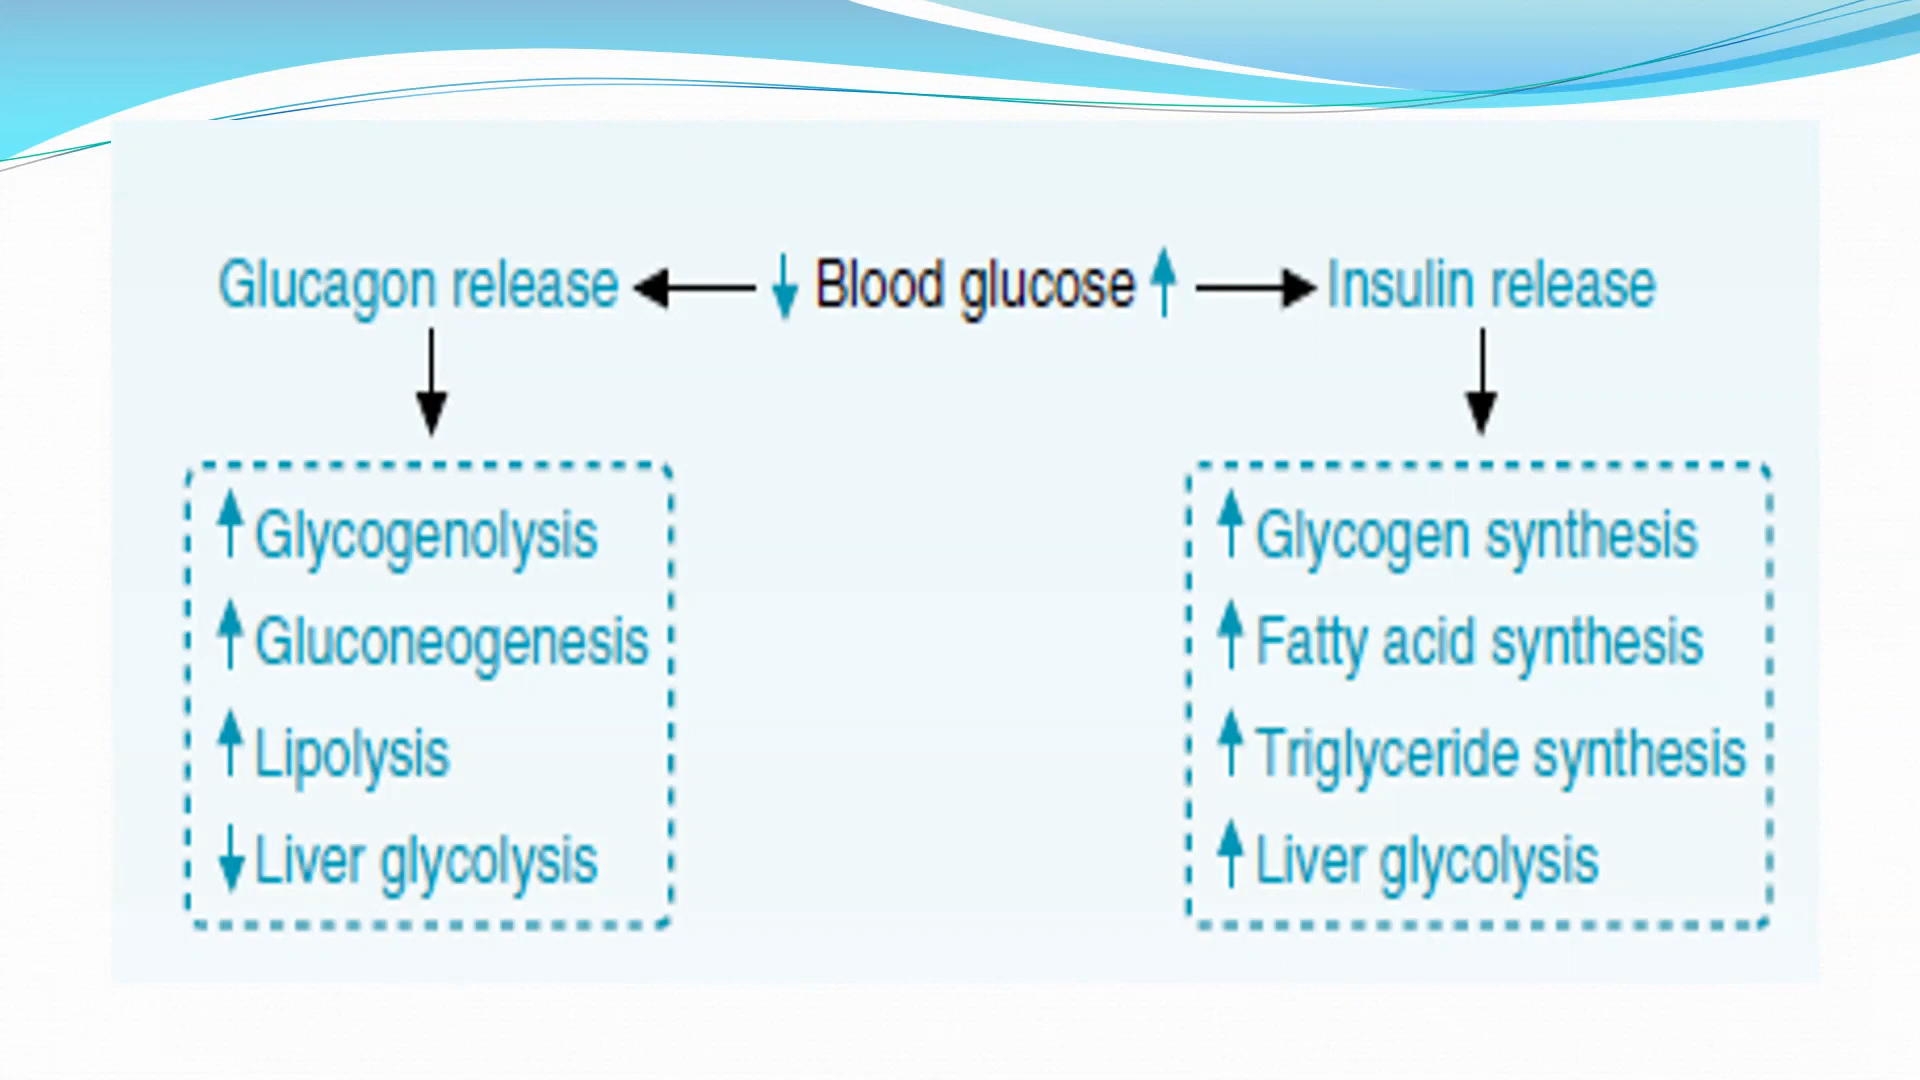 Glucagon release ← ↓ Blood glucose ↑ → Insulin release
↑ Glycogenolysis
↑ Gluconeogenesis
↑ Lipolysis
↓ Liver glycolysis
↑ Glycogen synthesis
↑ Fatty acid synthesis
↑ Triglyceride synthesis
↑ Liver glycolysis